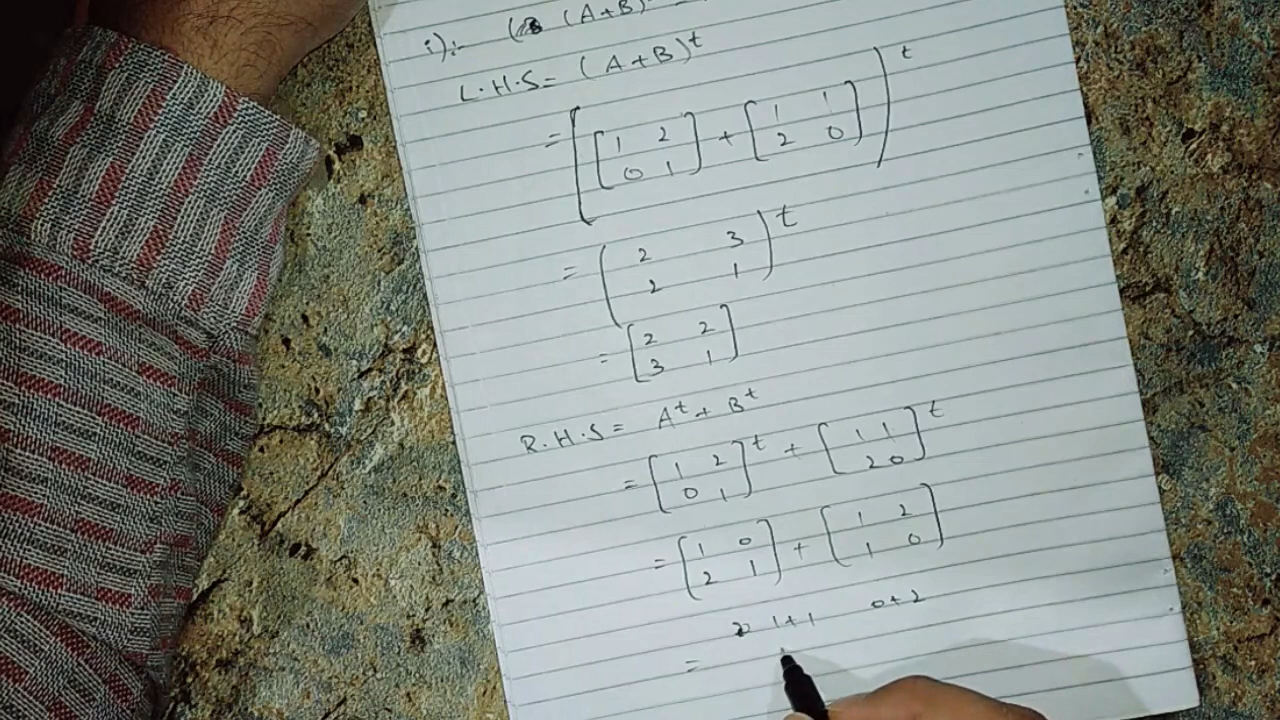 i):- (A+B)
L.H.S = (A+B)^t
= [[1 2
0 1] + [1 1
2 0])^t
= (2 3
2 1)^t
= [2 2
3 1]
R.H.S = A^t + B^t
= [1 2
0 1]^t + [1 1
2 0]^t
= [1 0
2 1] + [1 2
1 0]
1+1 0+2
=